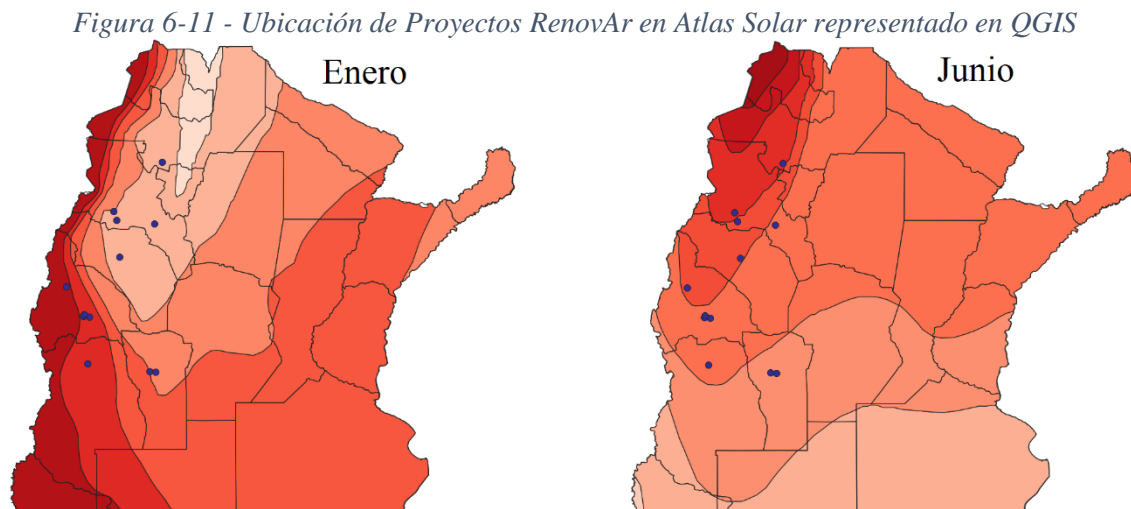 Figura 6-11 - Ubicación de Proyectos RenovAr en Atlas Solar representado en QGIS
Enero
Junio